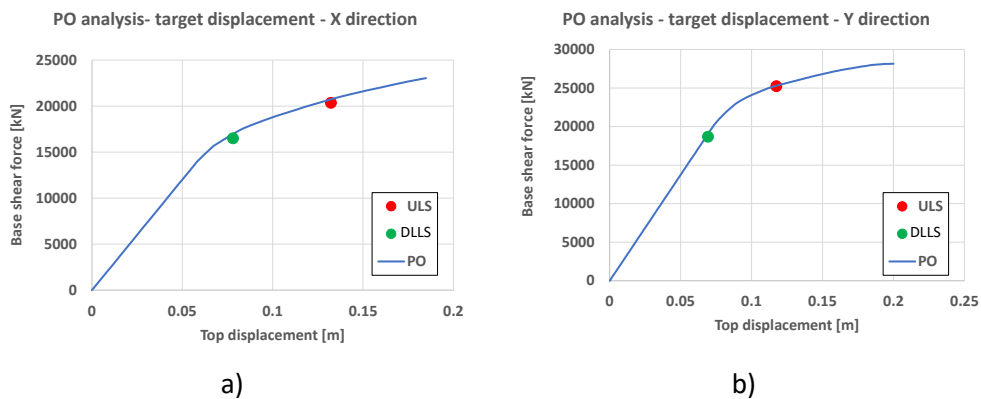 PO analysis- target displacement - X direction
25000
20000
15000
10000
5000
0
Base shear force [kN]
0 0.05 0.1 0.15 0.2
Top displacement [m]
ULS
DLLS
PO
a)
PO analysis - target displacement - Y direction
30000
25000
20000
15000
10000
5000
0
Base shear force [kN]
0 0.05 0.1 0.15 0.2 0.25
Top displacement [m]
ULS
DLLS
PO
b)